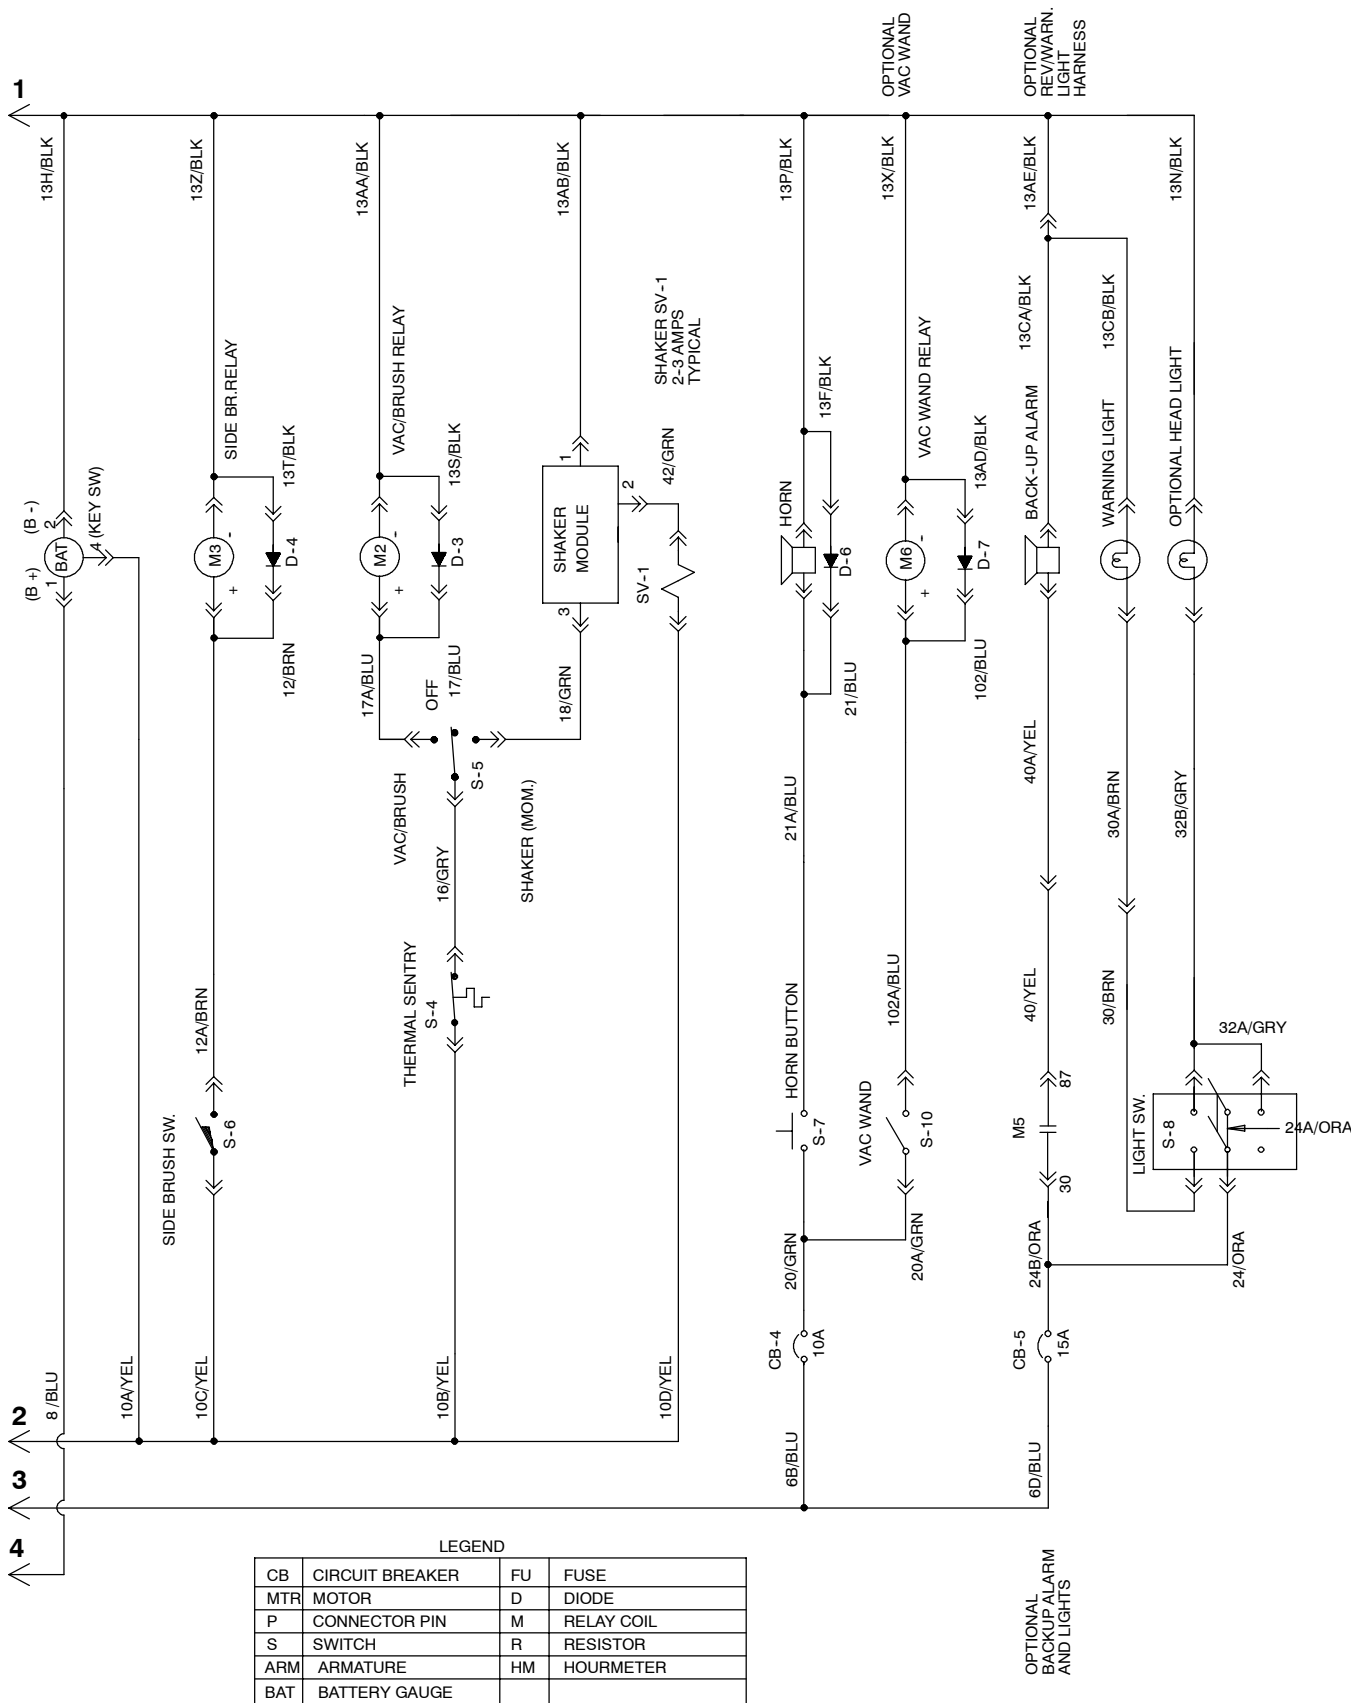 1
OPTIONAL
VAC WAND
OPTIONAL
REV/WARN.
LIGHT
HARNESS
13H/BLK
13Z/BLK
13AA/BLK
13AB/BLK
13P/BLK
13X/BLK
13AE/BLK
13N/BLK
SIDE BR.RELAY
VAC/BRUSH RELAY
SHAKER SV-1
2-3 AMPS
TYPICAL
13F/BLK
VAC WAND RELAY
13CA/BLK
13CB/BLK
(B -)
2
BAT
(B +)
1
4 (KEY SW)
13T/BLK
M3
-
+
D-4
12/BRN
13S/BLK
M2
-
+
D-3
17A/BLU
OFF
17/BLU
1
SHAKER
MODULE
2
3
42/GRN
SV-1
18/GRN
HORN
D-6
21/BLU
M6
-
+
13AD/BLK
D-7
102/BLU
BACK-UP ALARM
WARNING LIGHT
OPTIONAL HEAD LIGHT
VAC/BRUSH
S-5
SHAKER (MOM.)
16/GRY
21A/BLU
40A/YEL
30A/BRN
32B/GRY
12A/BRN
THERMAL SENTRY
S-4
HORN BUTTON
S-7
102A/BLU
VAC WAND
S-10
40/YEL
87
M5
30
30/BRN
32A/GRY
LIGHT SW.
S-8
24A/ORA
SIDE BRUSH SW.
S-6
20/GRN
20A/GRN
24B/ORA
24/ORA
CB-4
10A
CB-5
15A
8 /BLU
10A/YEL
10C/YEL
10B/YEL
10D/YEL
2
6B/BLU
6D/BLU
3
4
OPTIONAL
BACKUP ALARM
AND LIGHTS
LEGEND
CB CIRCUIT BREAKER FU FUSE
MTR MOTOR D DIODE
P CONNECTOR PIN M RELAY COIL
S SWITCH R RESISTOR
ARM ARMATURE HM HOURMETER
BAT BATTERY GAUGE